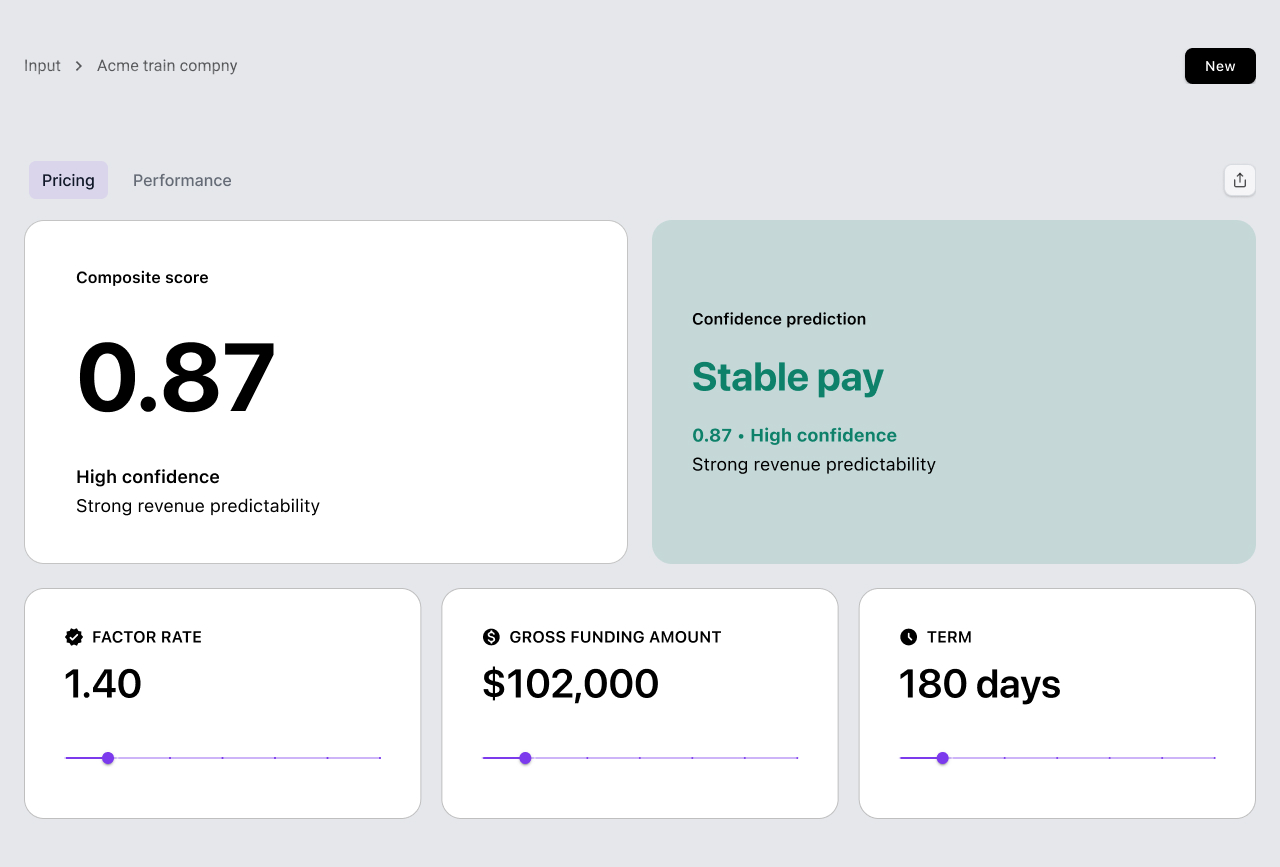 Input > Acme train compny
New
Pricing
Performance
Composite score
0.87
High confidence
Strong revenue predictability
Confidence prediction
Stable pay
0.87 • High confidence
Strong revenue predictability
FACTOR RATE
1.40
GROSS FUNDING AMOUNT
$102,000
TERM
180 days